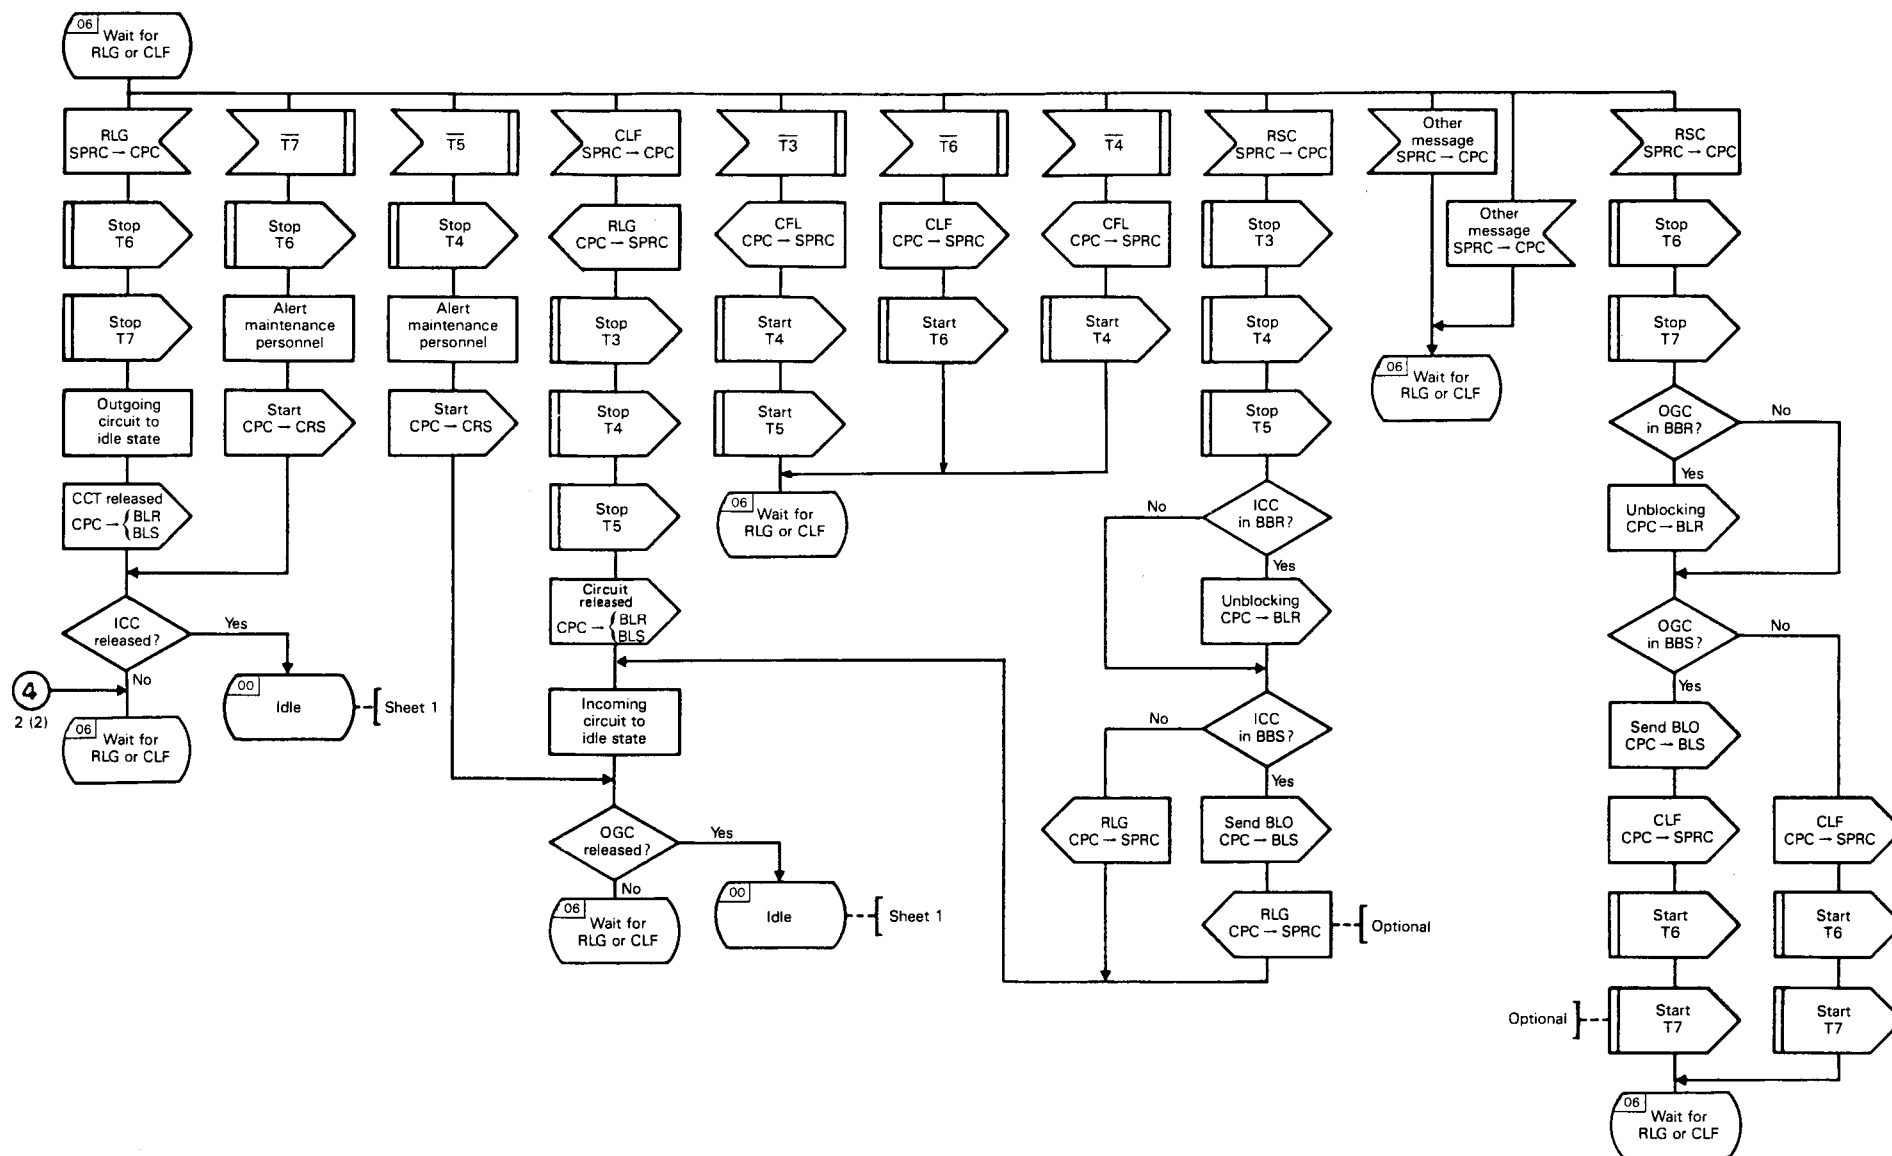 06
Wait for
RLG or CLF
RLG
SPRC → CPC
Stop
T6
Stop
T7
Outgoing
circuit to
idle state
CCT released
CPC → { BLR
BLS
ICC
released?
Yes
No
4
2 (2)
06
Wait for
RLG or CLF
T7
Stop
T6
Alert
maintenance
personnel
Start
CPC → CRS
00
Idle
Sheet 1
T5
Stop
T4
Alert
maintenance
personnel
Start
CPC → CRS
CLF
SPRC → CPC
RLG
CPC → SPRC
Stop
T3
Stop
T4
Stop
T5
Circuit
released
CPC → { BLR
BLS
Incoming
circuit to
idle state
OGC
released?
Yes
No
06
Wait for
RLG or CLF
00
Idle
Sheet 1
T3
CFL
CPC → SPRC
Start
T4
Start
T5
06
Wait for
RLG or CLF
T6
CLF
CPC → SPRC
Start
T6
T4
CFL
CPC → SPRC
Start
T4
RSC
SPRC → CPC
Stop
T3
Stop
T4
Stop
T5
ICC
in BBR?
No
Yes
Unblocking
CPC → BLR
ICC
in BBS?
No
Yes
RLG
CPC → SPRC
Send BLO
CPC → BLS
RLG
CPC → SPRC
Optional
Other
message
SPRC → CPC
Other
message
SPRC → CPC
06
Wait for
RLG or CLF
RSC
SPRC → CPC
Stop
T6
Stop
T7
OGC
in BBR?
No
Yes
Unblocking
CPC → BLR
OGC
in BBS?
No
Yes
Send BLO
CPC → BLS
CLF
CPC → SPRC
Start
T6
Optional
Start
T7
CLF
CPC → SPRC
Start
T6
Start
T7
06
Wait for
RLG or CLF